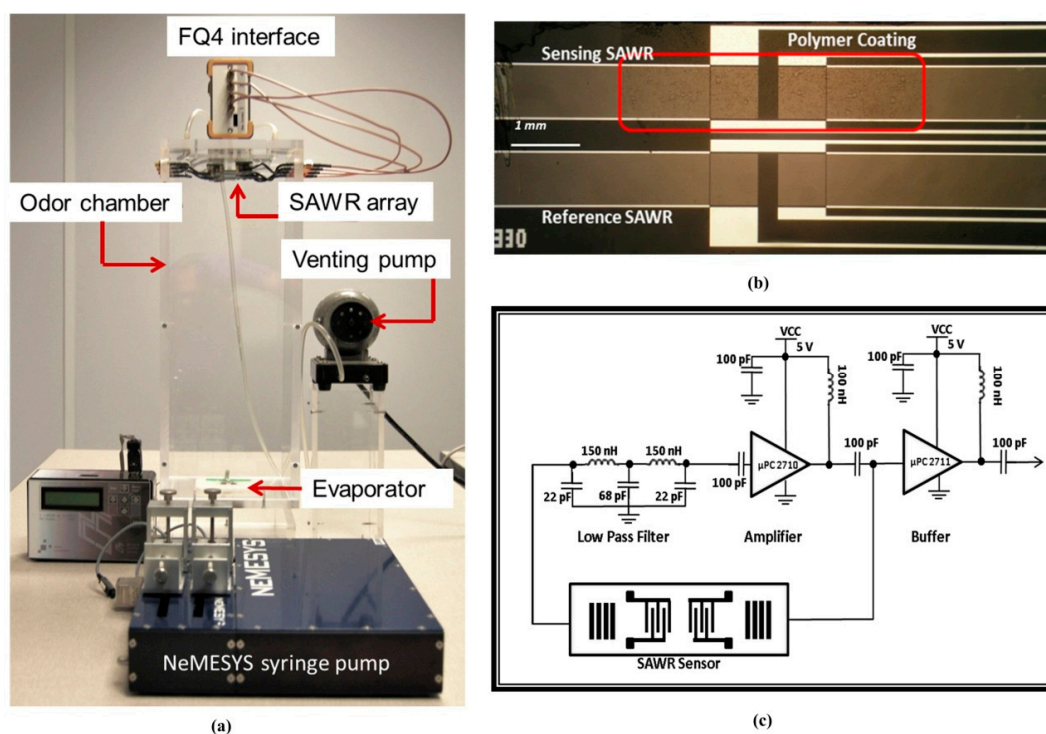 FQ4 interface
Odor chamber
SAWR array
Venting pump
Evaporator
NEMESYS
NeMESYS syringe pump
(a)
Sensing SAWR
Polymer Coating
1 mm
Reference SAWR
(b)
VCC
5 V
100 pF
100 nH
VCC
5 V
100 pF
100 nH
150 nH
150 nH
100 pF
100 pF
100 pF
µPC 2710
µPC 2711
22 pF
68 pF
22 pF
Low Pass Filter
Amplifier
Buffer
SAWR Sensor
(c)